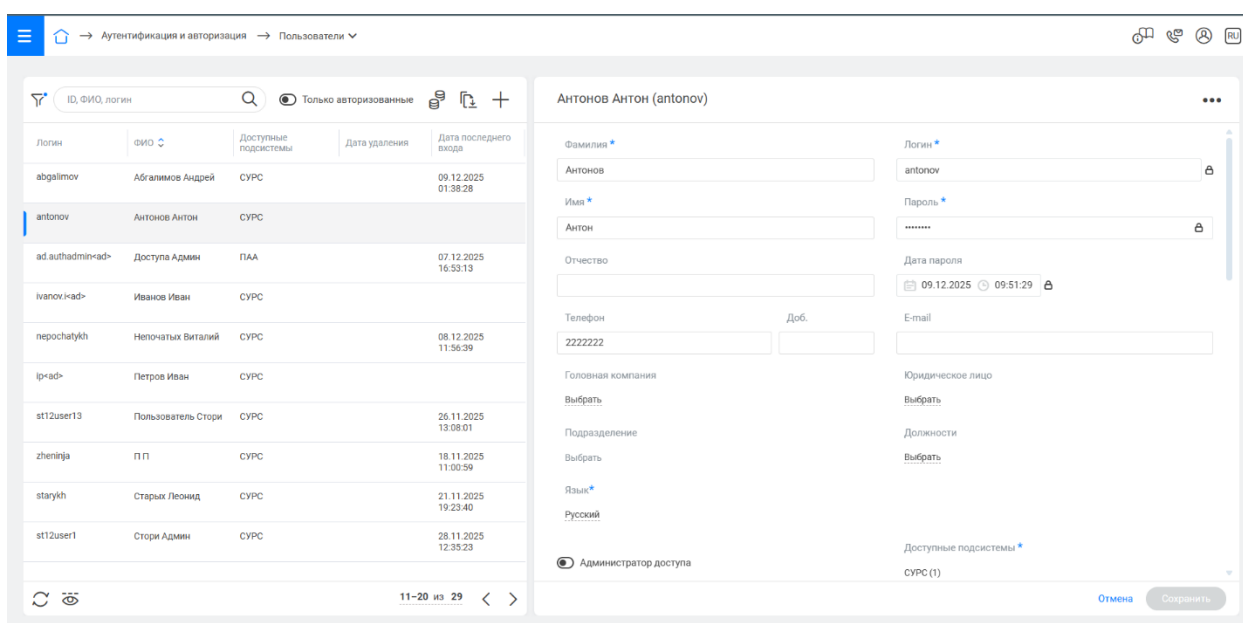 Аутентификация и авторизация → Пользователи
RU
ID, ФИО, логин
Только авторизованные
Логин ФИО Доступные подсистемы Дата удаления Дата последнего входа
abgalimov Абгалимов Андрей СУРС 09.12.2025 01:38:28
antonov Антонов Антон СУРС
ad.authadmin<ad> Доступа Админ ПАА 07.12.2025 16:53:13
ivanov.i<ad> Иванов Иван СУРС
nepochatykh Непочатых Виталий СУРС 08.12.2025 11:56:39
ip<ad> Петров Иван СУРС
st12user13 Пользователь Стори СУРС 26.11.2025 13:08:01
zheninja П П СУРС 18.11.2025 11:00:59
starykh Старых Леонид СУРС 21.11.2025 19:23:40
st12user1 Стори Админ СУРС 28.11.2025 12:35:23
11–20 из 29
Антонов Антон (antonov)
Фамилия * Логин *
Антонов antonov
Имя * Пароль *
Антон ••••••••
Отчество Дата пароля
09.12.2025 09:51:29
Телефон Доб. E-mail
2222222
Головная компания Юридическое лицо
Выбрать Выбрать
Подразделение Должности
Выбрать Выбрать
Язык*
Русский
Администратор доступа Доступные подсистемы *
СУРС (1)
Отмена Сохранить